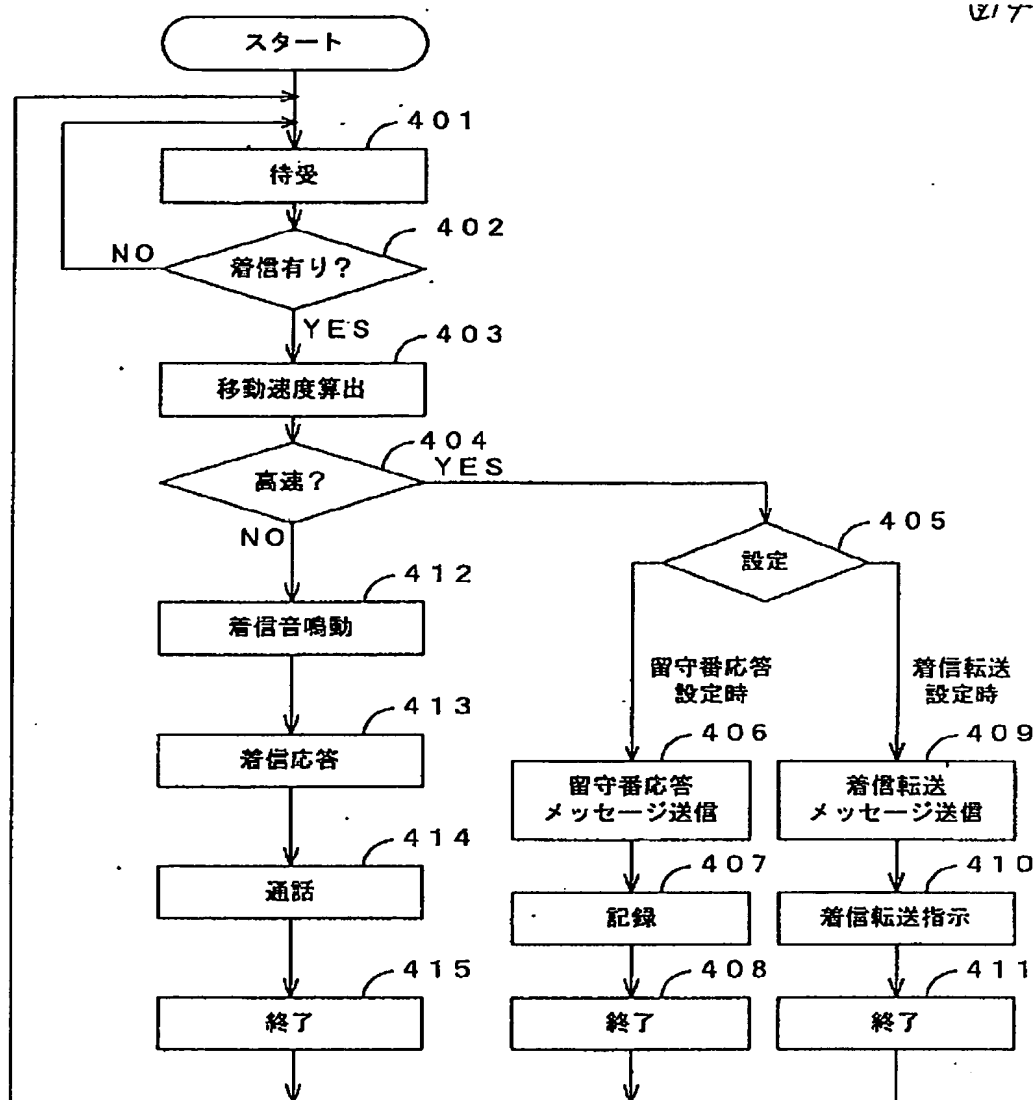 スタート
401
待受
402
着信有り?
NO
YES
403
移動速度算出
404
高速?
YES
NO
405
設定
412
着信音鳴動
留守番応答
設定時
着信転送
設定時
413
着信応答
406
留守番応答
メッセージ送信
409
着信転送
メッセージ送信
414
通話
407
記録
410
着信転送指示
415
終了
408
終了
411
終了